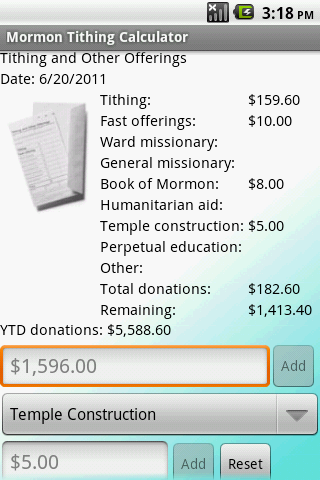 3:18 PM
Mormon Tithing Calculator
Tithing and Other Offerings
Date: 6/20/2011
Tithing: $159.60
Fast offerings: $10.00
Ward missionary:
General missionary:
Book of Mormon: $8.00
Humanitarian aid:
Temple construction: $5.00
Perpetual education:
Other:
Total donations: $182.60
Remaining: $1,413.40
YTD donations: $5,588.60
$1,596.00 Add
Temple Construction
$5.00 Add Reset